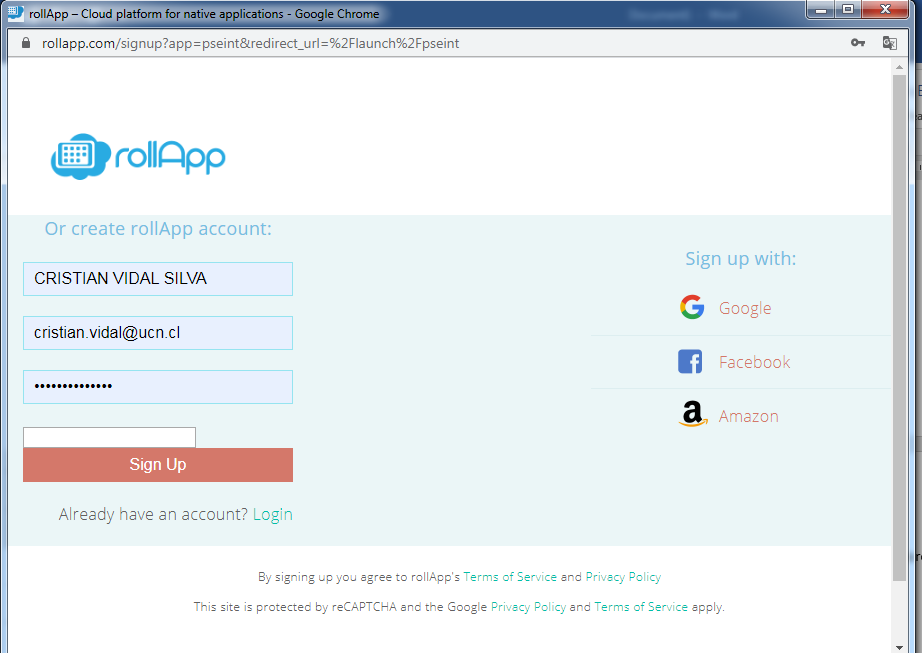 rollApp – Cloud platform for native applications - Google Chrome
rollapp.com/signup?app=pseint&redirect_url=%2Flaunch%2Fpseint
rollApp
Or create rollApp account:
CRISTIAN VIDAL SILVA
cristian.vidal@ucn.cl
••••••••••••••
Sign Up
Already have an account? Login
Sign up with:
Google
Facebook
Amazon
By signing up you agree to rollApp's Terms of Service and Privacy Policy
This site is protected by reCAPTCHA and the Google Privacy Policy and Terms of Service apply.